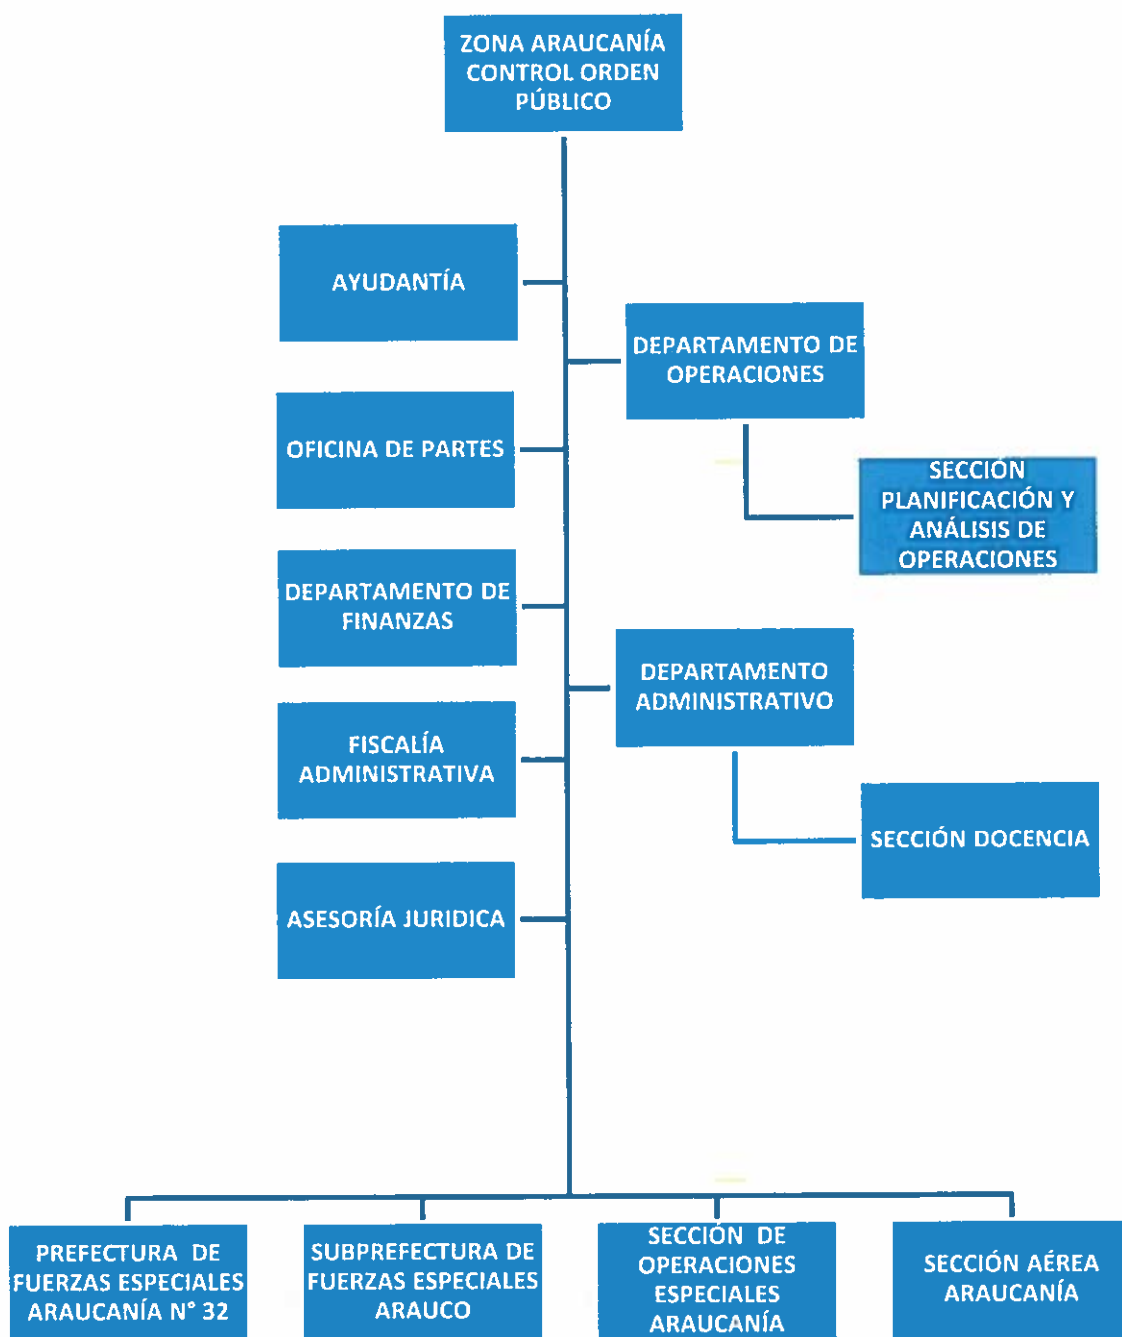 ZONA ARAUCANÍA
CONTROL ORDEN
PÚBLICO
AYUDANTÍA
DEPARTAMENTO DE
OPERACIONES
OFICINA DE PARTES
SECCIÓN
PLANIFICACIÓN Y
ANÁLISIS DE
OPERACIONES
DEPARTAMENTO DE
FINANZAS
DEPARTAMENTO
ADMINISTRATIVO
FISCALÍA
ADMINISTRATIVA
SECCIÓN DOCENCIA
ASESORÍA JURIDICA
PREFECTURA DE
FUERZAS ESPECIALES
ARAUCANÍA N° 32
SUBPREFECTURA DE
FUERZAS ESPECIALES
ARAUCO
SECCIÓN DE
OPERACIONES
ESPECIALES
ARAUCANÍA
SECCIÓN AÉREA
ARAUCANÍA